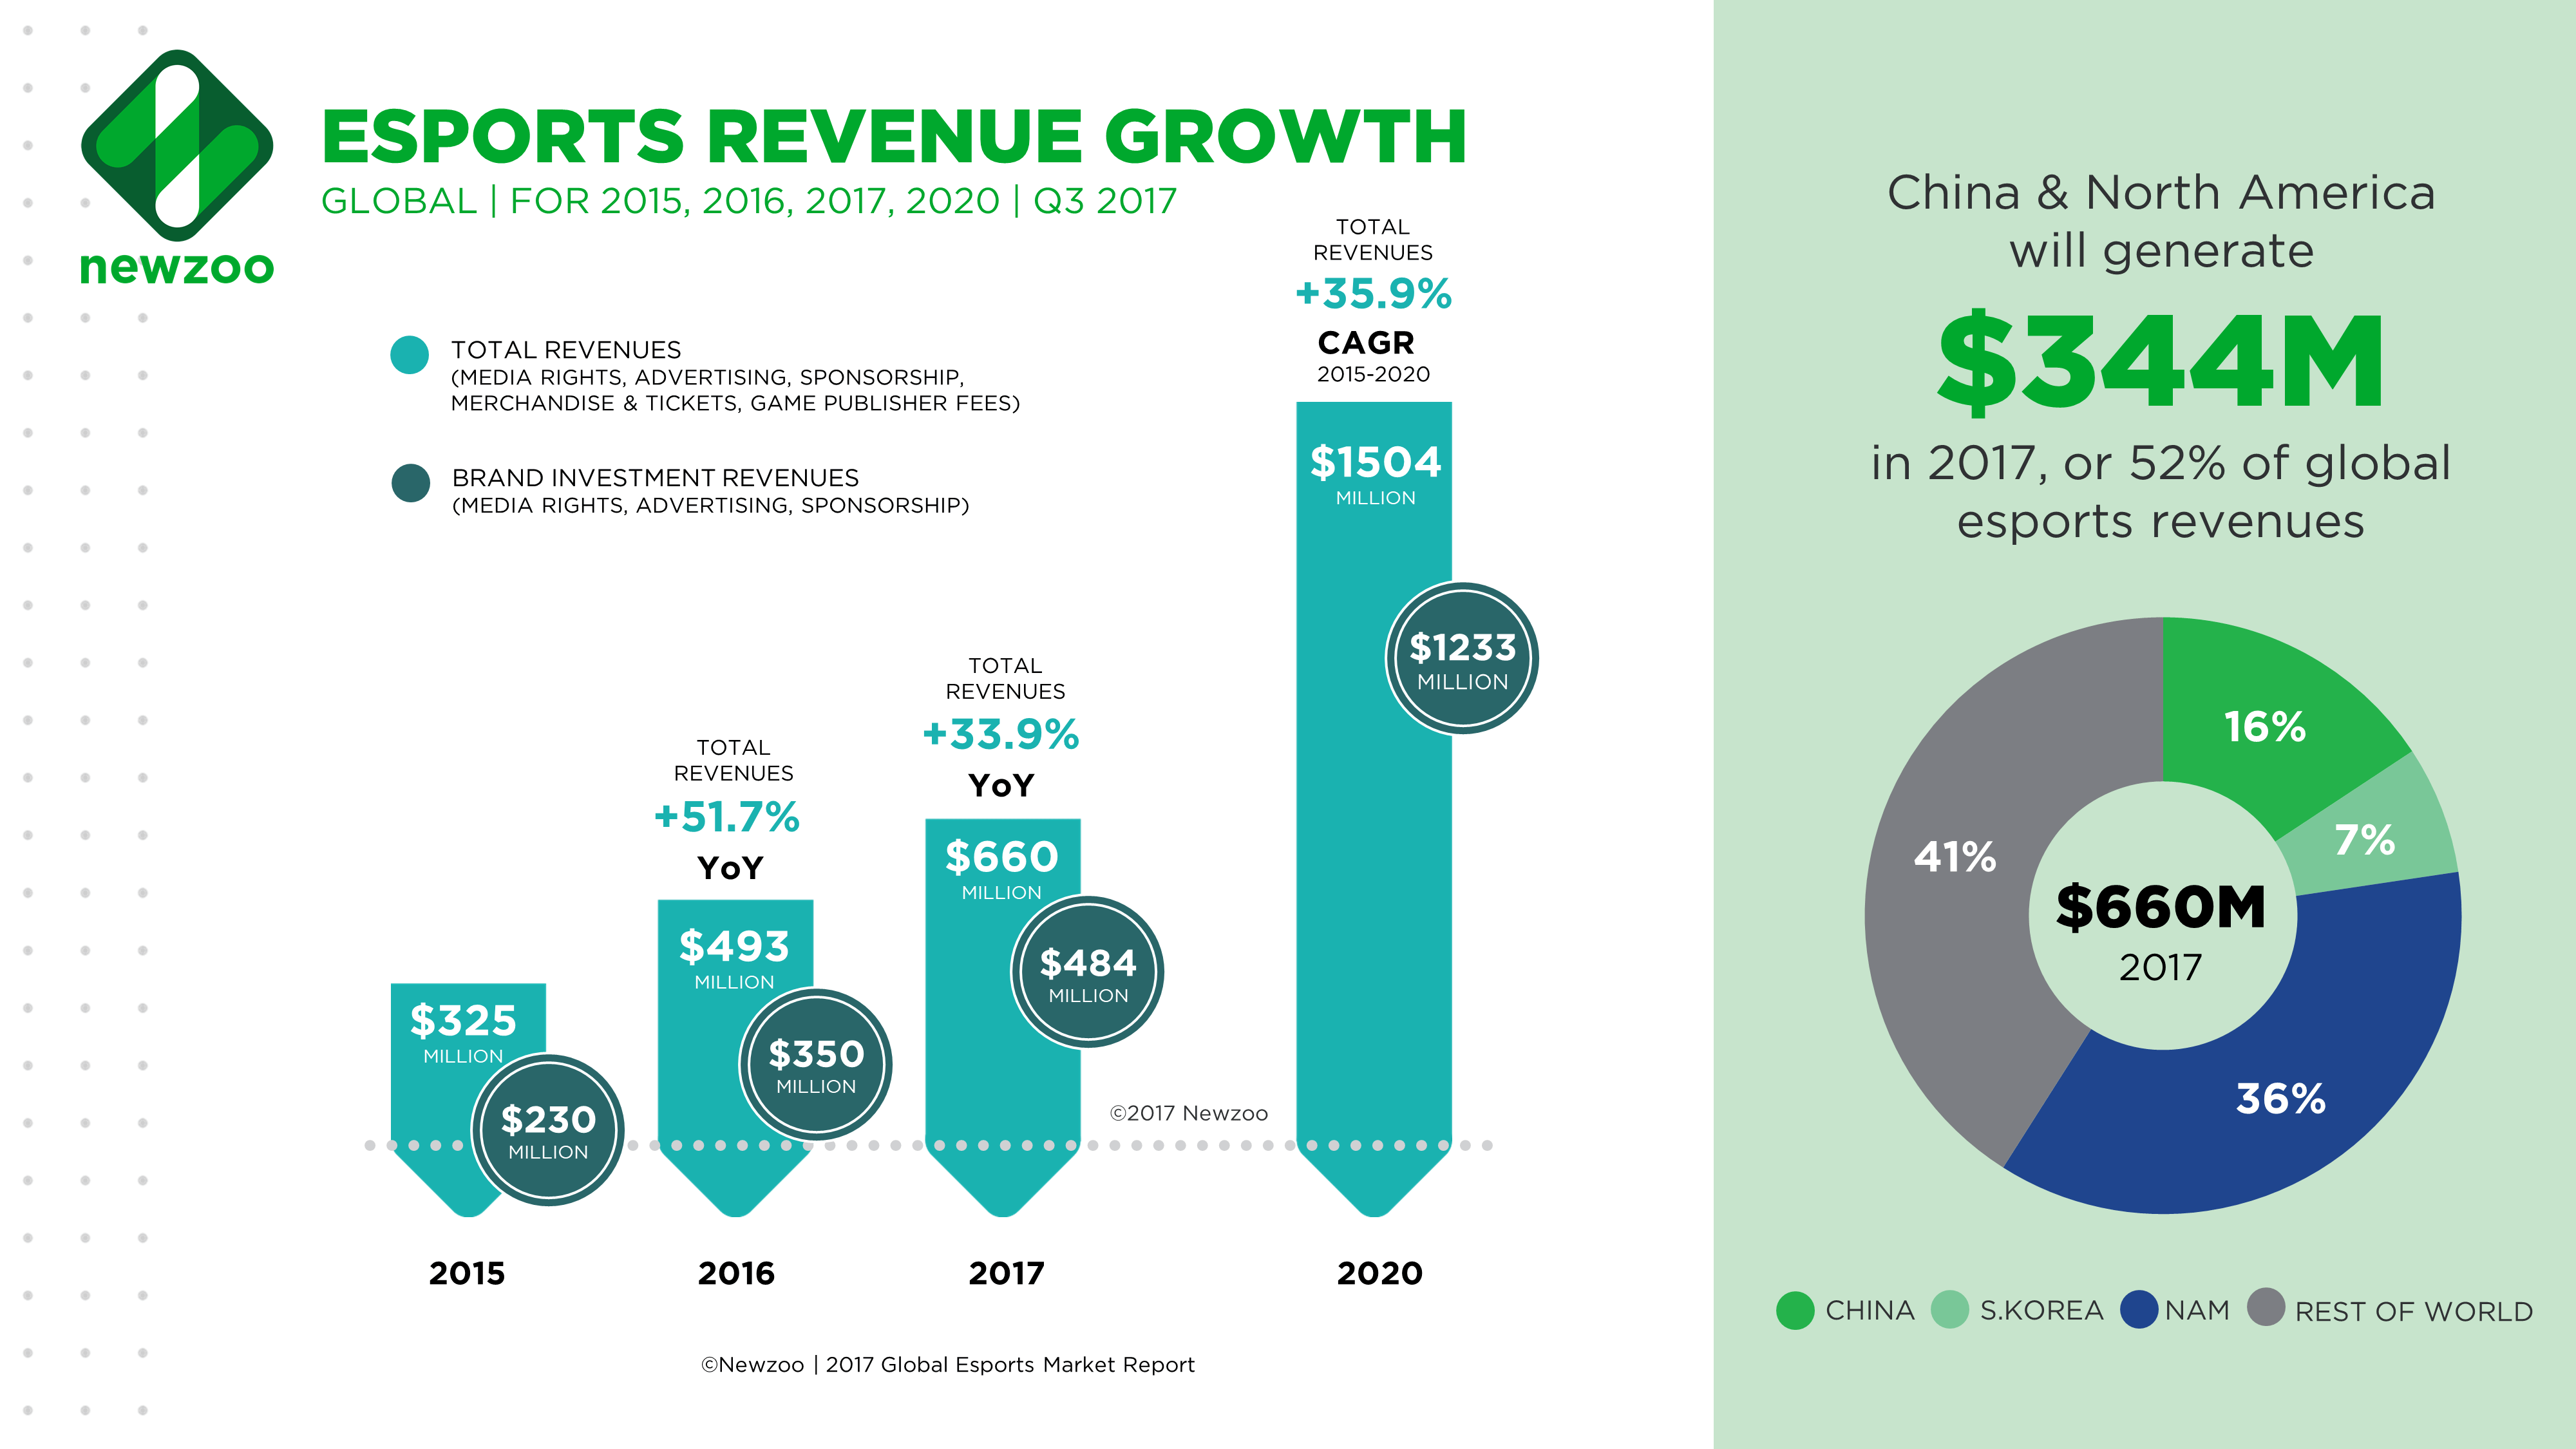 newzoo
ESPORTS REVENUE GROWTH
GLOBAL | FOR 2015, 2016, 2017, 2020 | Q3 2017
TOTAL REVENUES
(MEDIA RIGHTS, ADVERTISING, SPONSORSHIP,
MERCHANDISE & TICKETS, GAME PUBLISHER FEES)
BRAND INVESTMENT REVENUES
(MEDIA RIGHTS, ADVERTISING, SPONSORSHIP)
$325
MILLION
$230
MILLION
2015
TOTAL
REVENUES
+51.7%
YoY
$493
MILLION
$350
MILLION
2016
TOTAL
REVENUES
+33.9%
YoY
$660
MILLION
$484
MILLION
2017
©2017 Newzoo
TOTAL
REVENUES
+35.9%
CAGR
2015-2020
$1504
MILLION
$1233
MILLION
2020
©Newzoo | 2017 Global Esports Market Report
China & North America
will generate
$344M
in 2017, or 52% of global
esports revenues
16%
7%
41%
36%
$660M
2017
CHINA
S.KOREA
NAM
REST OF WORLD